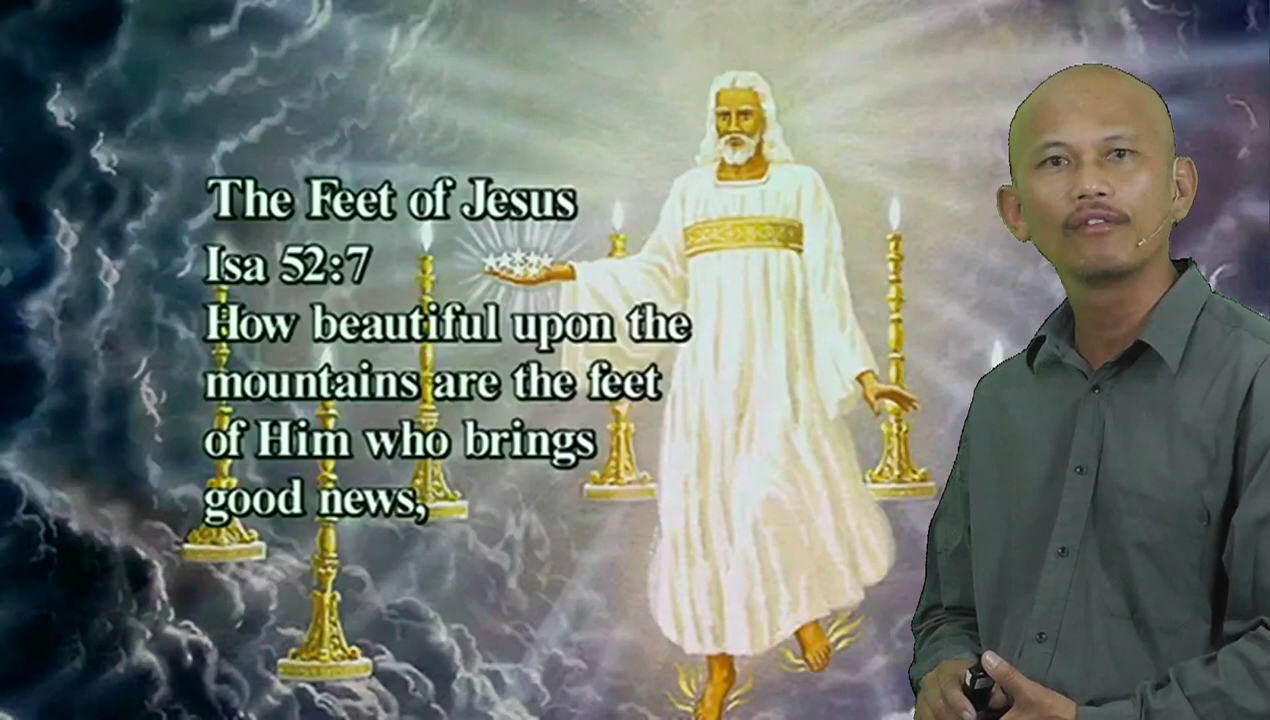 The Feet of Jesus
Isa 52:7
How beautiful upon the
mountains are the feet
of Him who brings
good news,